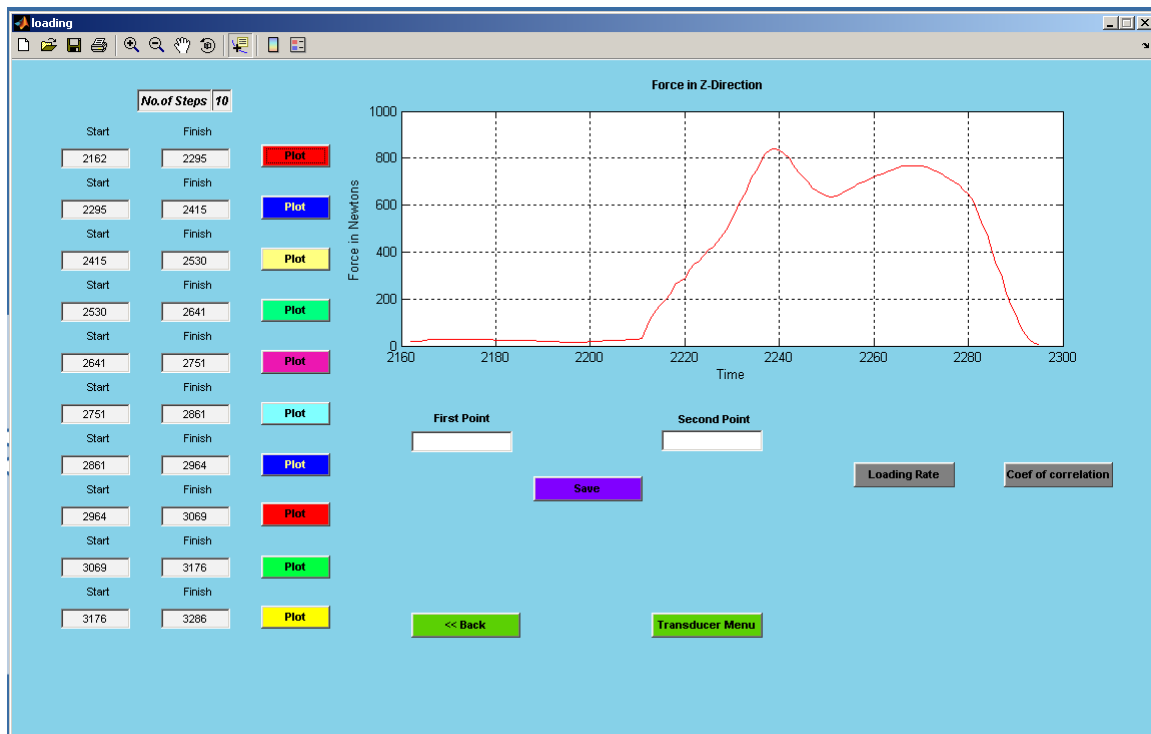 loading
No.of Steps 10
Start Finish
2162 2295 Plot
Start Finish
2295 2415 Plot
Start Finish
2415 2530 Plot
Start Finish
2530 2641 Plot
Start Finish
2641 2751 Plot
Start Finish
2751 2861 Plot
Start Finish
2861 2964 Plot
Start Finish
2964 3069 Plot
Start Finish
3069 3176 Plot
Start Finish
3176 3286 Plot
Force in Z-Direction
Force in Newtons
1000
800
600
400
200
0
2160 2180 2200 2220 2240 2260 2280 2300
Time
First Point Second Point
Save
Loading Rate Coef of correlation
<< Back Transducer Menu